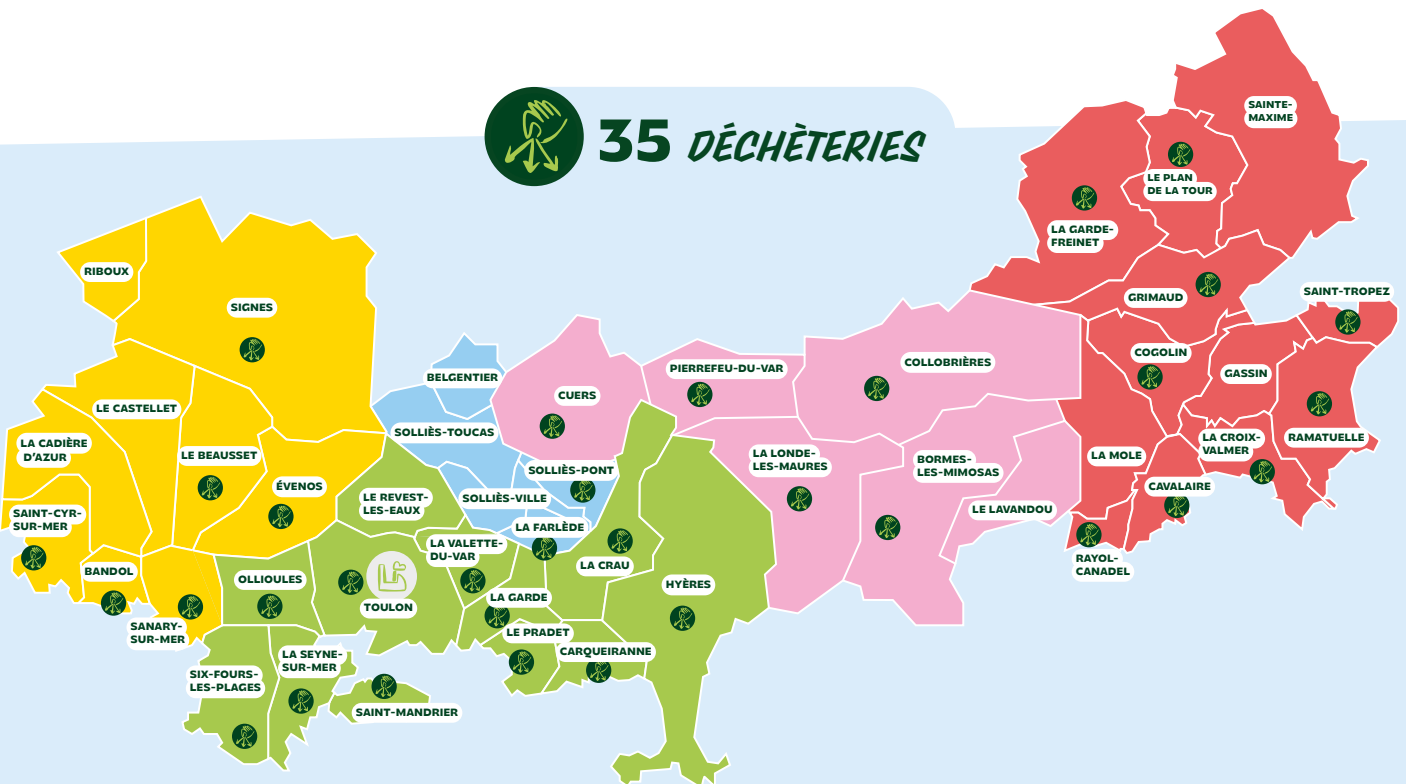 35 DÉCHÈTERIES
SAINTE-
MAXIME
LE PLAN
DE LA TOUR
LA GARDE-
FREINET
RIBOUX
SIGNES
GRIMAUD
SAINT-TROPEZ
COGOLIN
GASSIN
BELGENTIER
CUERS
PIERREFEU-DU-VAR
COLLOBRIÈRES
LE CASTELLET
SOLLIÈS-TOUCAS
LA CADIÈRE
D'AZUR
LE BEAUSSET
ÉVENOS
SOLLIÈS-PONT
LA LONDE-
LES-MAURES
BORMES-
LES-MIMOSAS
LA MOLE
LA CROIX-
VALMER
RAMATUELLE
CAVALAIRE
LE REVEST-
LES-EAUX
SOLLIÈS-VILLE
LE LAVANDOU
SAINT-CYR-
SUR-MER
LA FARLÈDE
LA VALETTE-
DU-VAR
LA CRAU
RAYOL-
CANADEL
BANDOL
OLLIOULES
HYÈRES
TOULON
LA GARDE
SANARY-
SUR-MER
LE PRADET
CARQUEIRANNE
LA SEYNE-
SUR-MER
SIX-FOURS-
LES-PLAGES
SAINT-MANDRIER